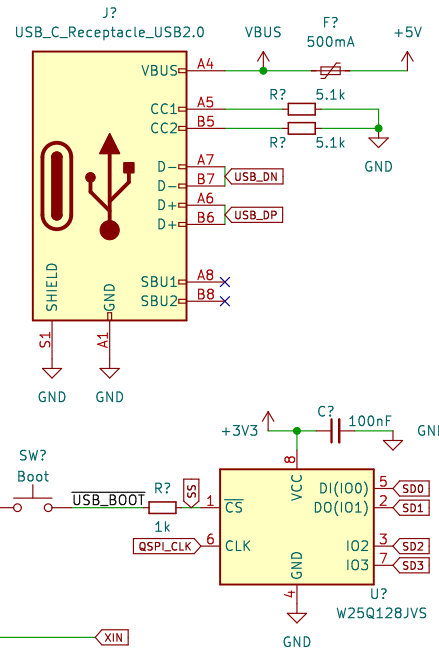 J?
USB_C_Receptacle_USB2.0
VBUS
F?
500mA
+5V
VBUS A4
CC1 A5 R? 5.1k
CC2 B5 R? 5.1k
GND
D- A7
D- B7
USB_DN
D+ A6
D+ B6
USB_DP
SBU1 A8
SBU2 B8
SHIELD
GND
S1
A1
GND
GND
+3V3
C?
100nF
GND
SW?
Boot
USB_BOOT
R?
1k
SS
8
VCC
1 CS
QSPI_CLK 6 CLK
DI(IO0) 5 SD0
DO(IO1) 2 SD1
IO2 3 SD2
IO3 7 SD3
GND
4
U?
W25Q128JVS
GND
XIN